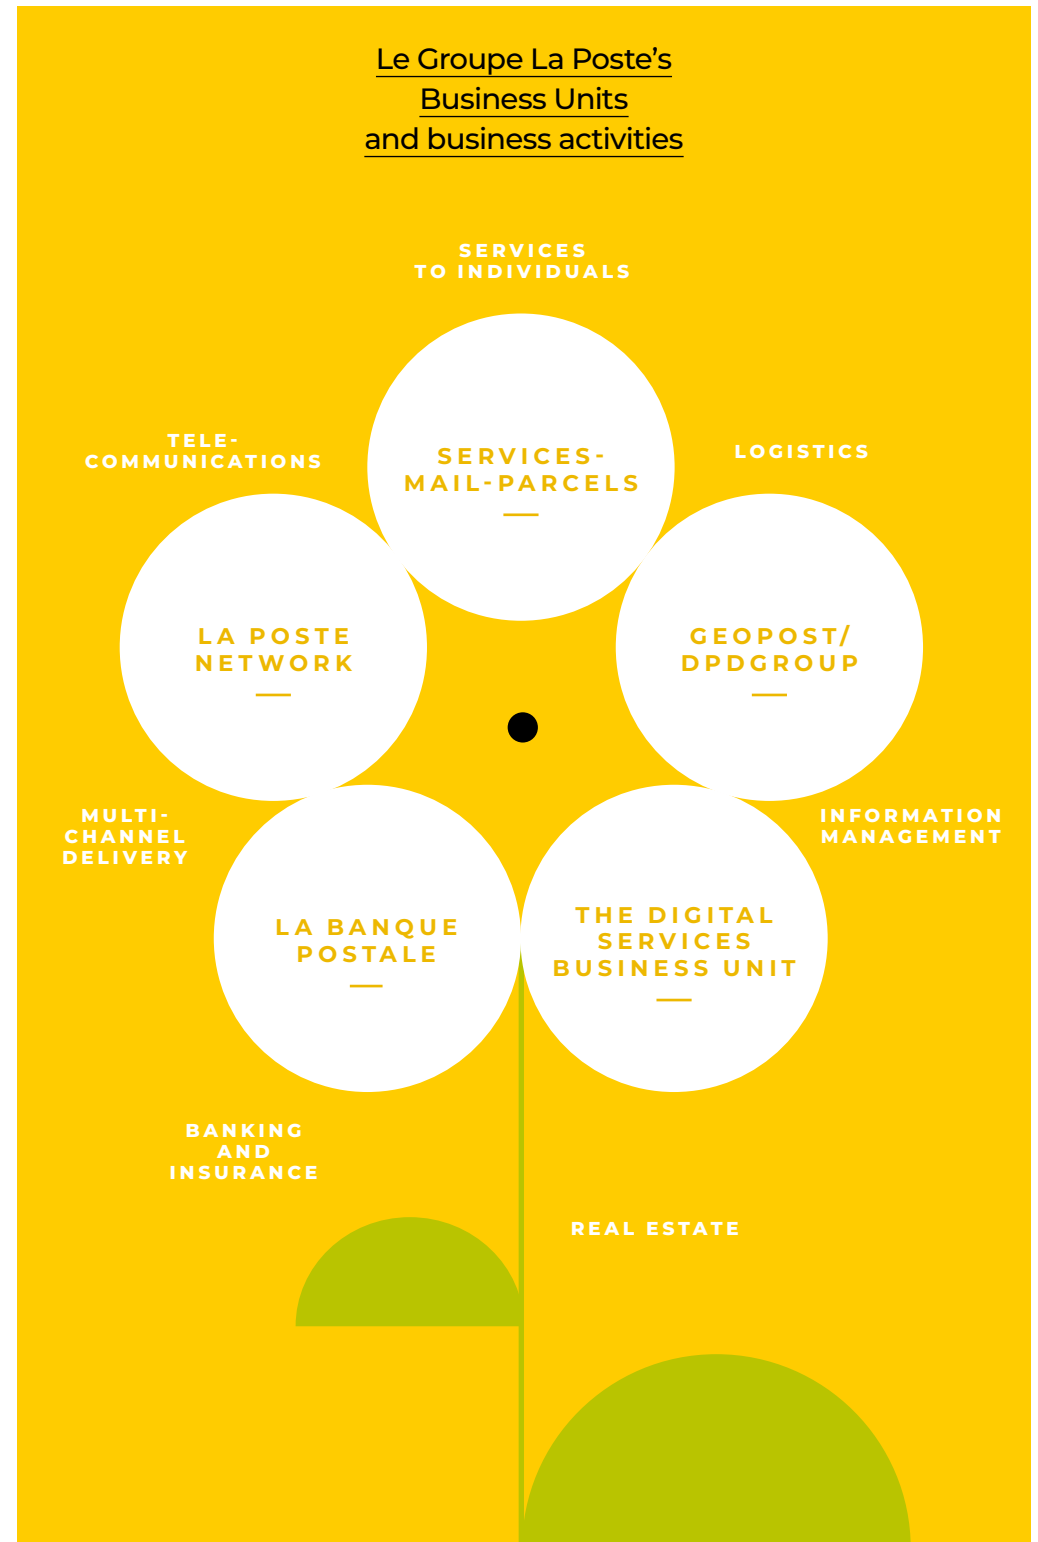 Le Groupe La Poste’s
Business Units
and business activities
SERVICES
TO INDIVIDUALS
TELE-
COMMUNICATIONS
LOGISTICS
SERVICES-
MAIL-PARCELS
LA POSTE
NETWORK
GEOPOST/
DPDGROUP
MULTI-
CHANNEL
DELIVERY
INFORMATION
MANAGEMENT
LA BANQUE
POSTALE
THE DIGITAL
SERVICES
BUSINESS UNIT
BANKING
AND
INSURANCE
REAL ESTATE